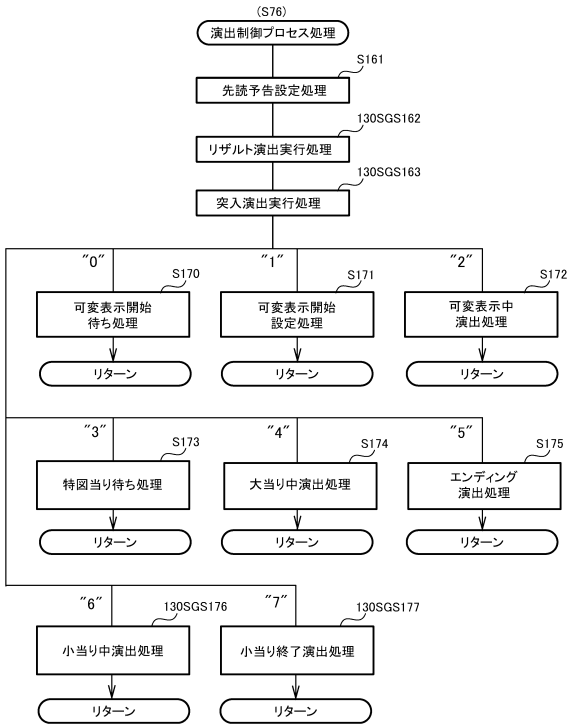 (S76)
演出制御プロセス処理
S161
先読予告設定処理
130SGS162
リザルト演出実行処理
130SGS163
突入演出実行処理
"0"
"1"
"2"
S170
S171
S172
可変表示開始
待ち処理
可変表示開始
設定処理
可変表示中
演出処理
リターン
リターン
リターン
"3"
"4"
"5"
S173
S174
S175
特図当り待ち処理
大当り中演出処理
エンディング
演出処理
リターン
リターン
リターン
"6"
"7"
130SGS176
130SGS177
小当り中演出処理
小当り終了演出処理
リターン
リターン